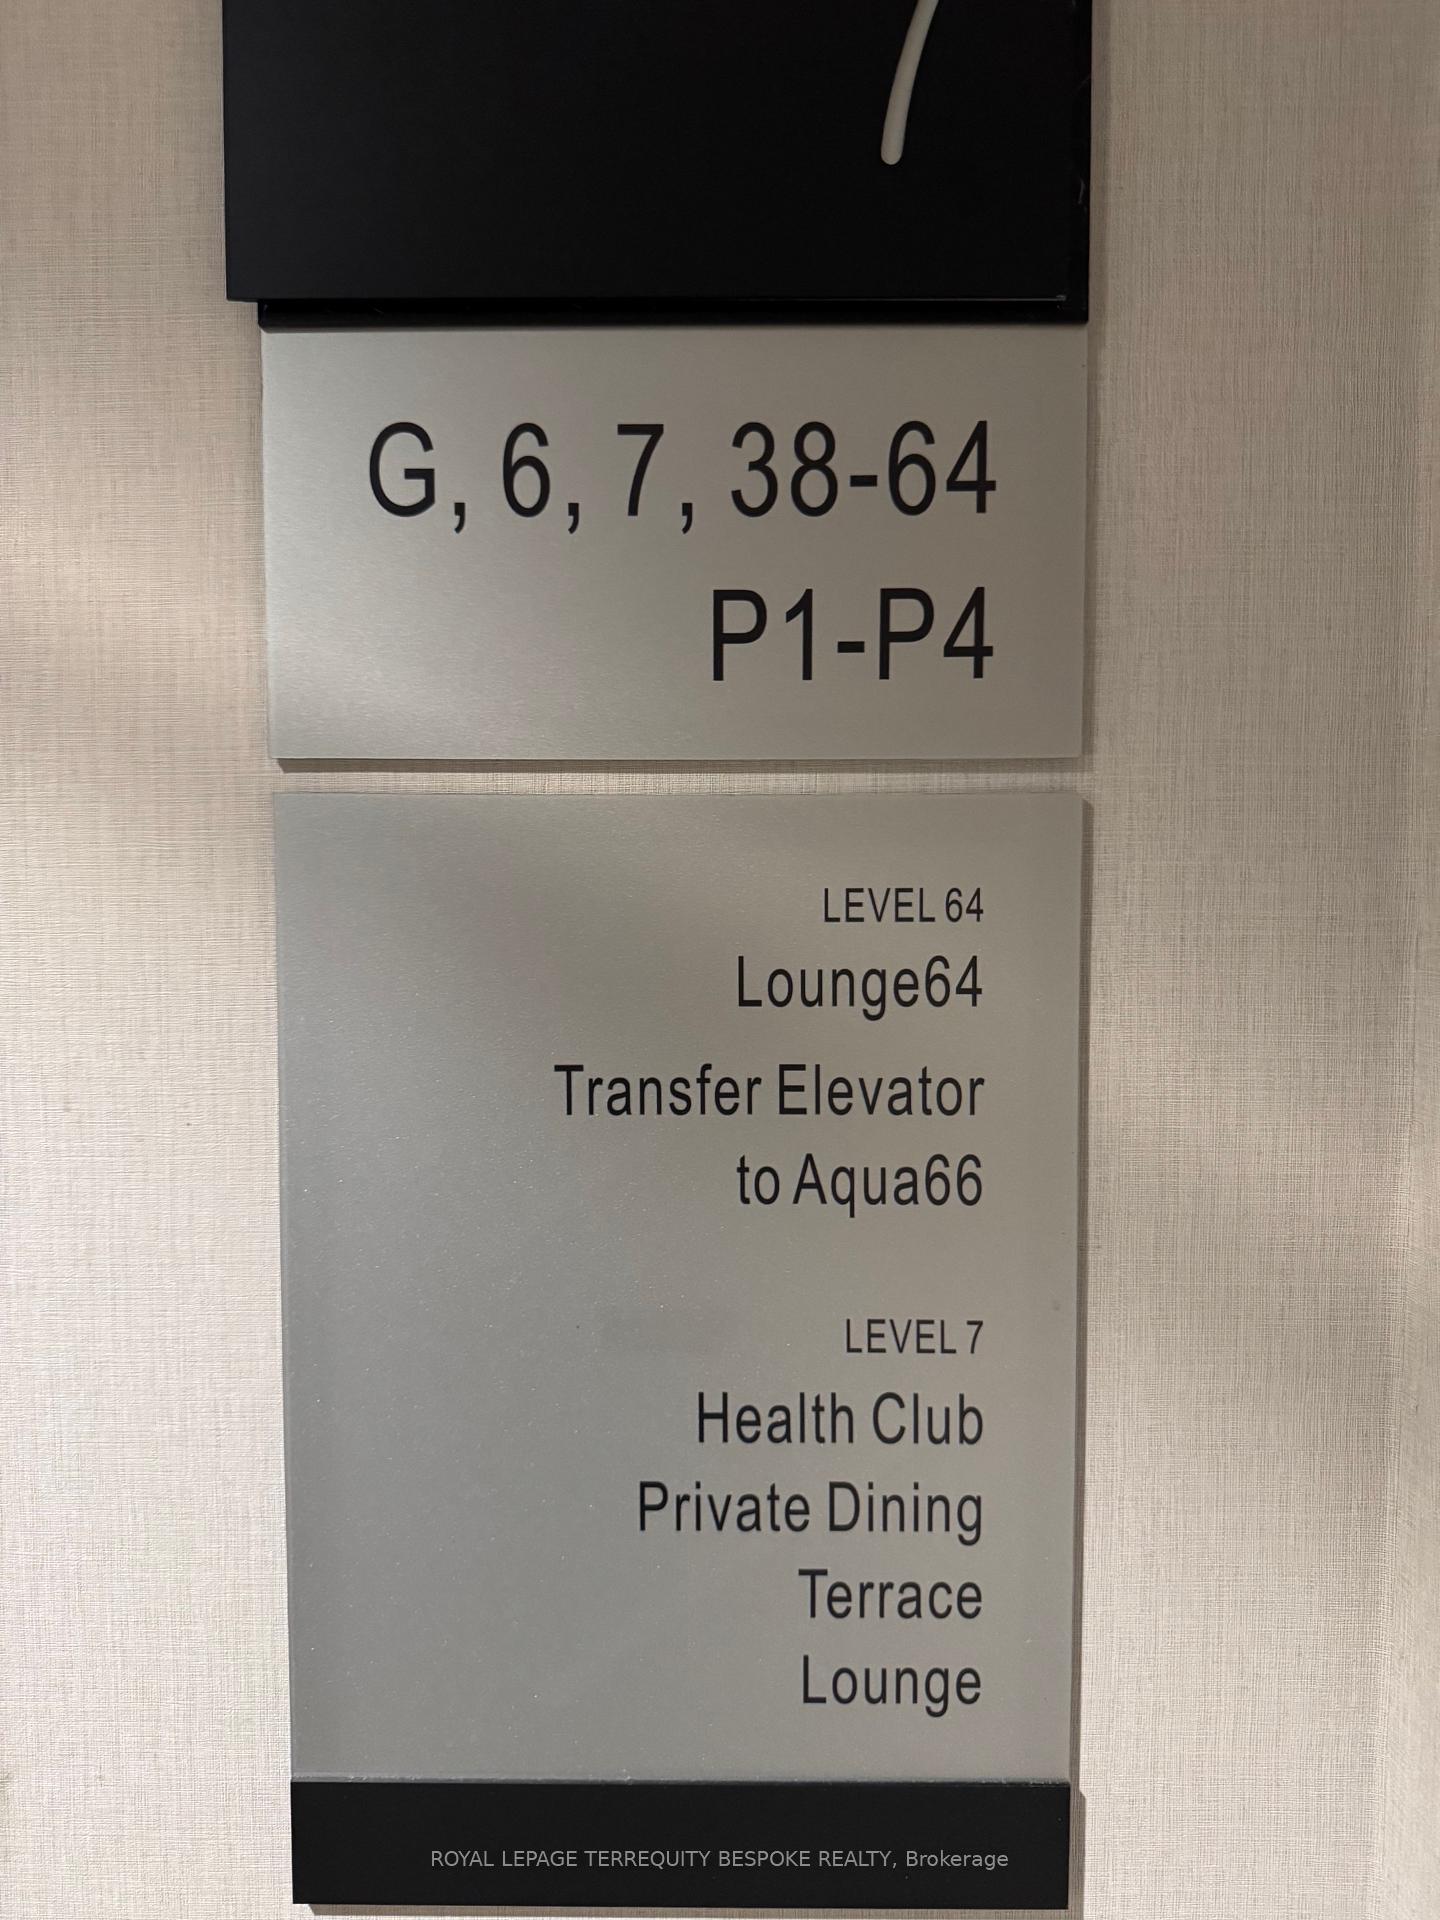 G, 6, 7, 38-64
P1-P4
LEVEL 64
Lounge64
Transfer Elevator
to Aqua66
LEVEL 7
Health Club
Private Dining
Terrace
Lounge
ROYAL LEPAGE TERREQUITY BESPOKE REALTY, Brokerage